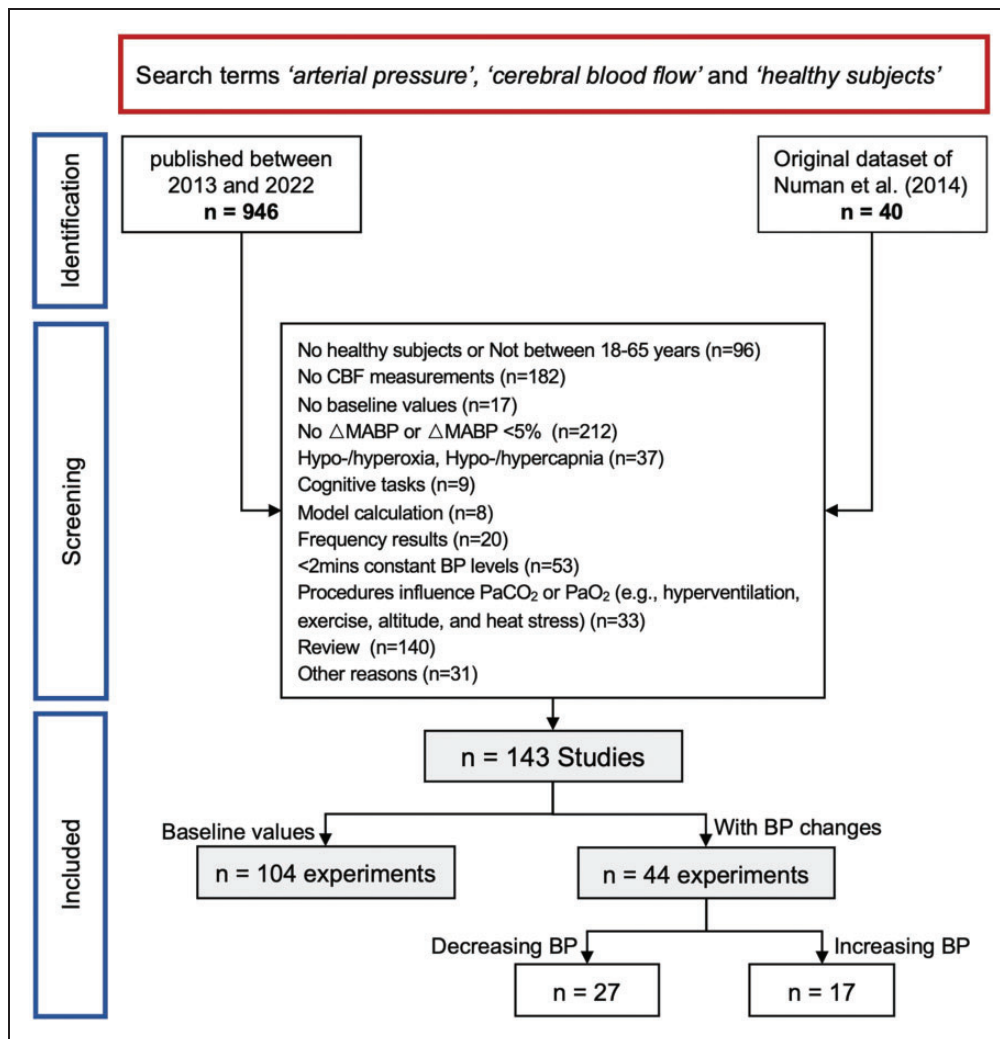 Search terms ‘arterial pressure’, ‘cerebral blood flow’ and ‘healthy subjects’
Identification
published between
2013 and 2022
n = 946
Original dataset of
Numan et al. (2014)
n = 40
Screening
No healthy subjects or Not between 18-65 years (n=96)
No CBF measurements (n=182)
No baseline values (n=17)
No △MABP or △MABP <5% (n=212)
Hypo-/hyperoxia, Hypo-/hypercapnia (n=37)
Cognitive tasks (n=9)
Model calculation (n=8)
Frequency results (n=20)
<2mins constant BP levels (n=53)
Procedures influence PaCO₂ or PaO₂ (e.g., hyperventilation,
exercise, altitude, and heat stress) (n=33)
Review (n=140)
Other reasons (n=31)
Included
n = 143 Studies
Baseline values
With BP changes
n = 104 experiments
n = 44 experiments
Decreasing BP
Increasing BP
n = 27
n = 17